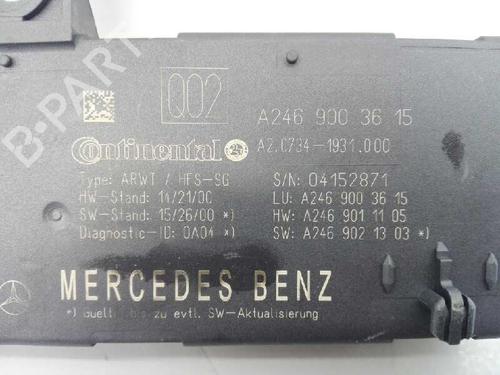 Q02
A246 900 36 15
Continental
A2C734-1931.000
Type: ARWT / HFS-SG
S/N: 04152871
HW-Stand: 14/21/00
LU: A246 900 36 15
SW-Stand: 15/26/00 *)
HW: A246 901 11 05
Diagnostic-ID: 0A04 *)
SW: A246 902 13 03 *)
MERCEDES BENZ
*) Gueltig bis zu evtl. SW-Aktualisierung
B-PARTS